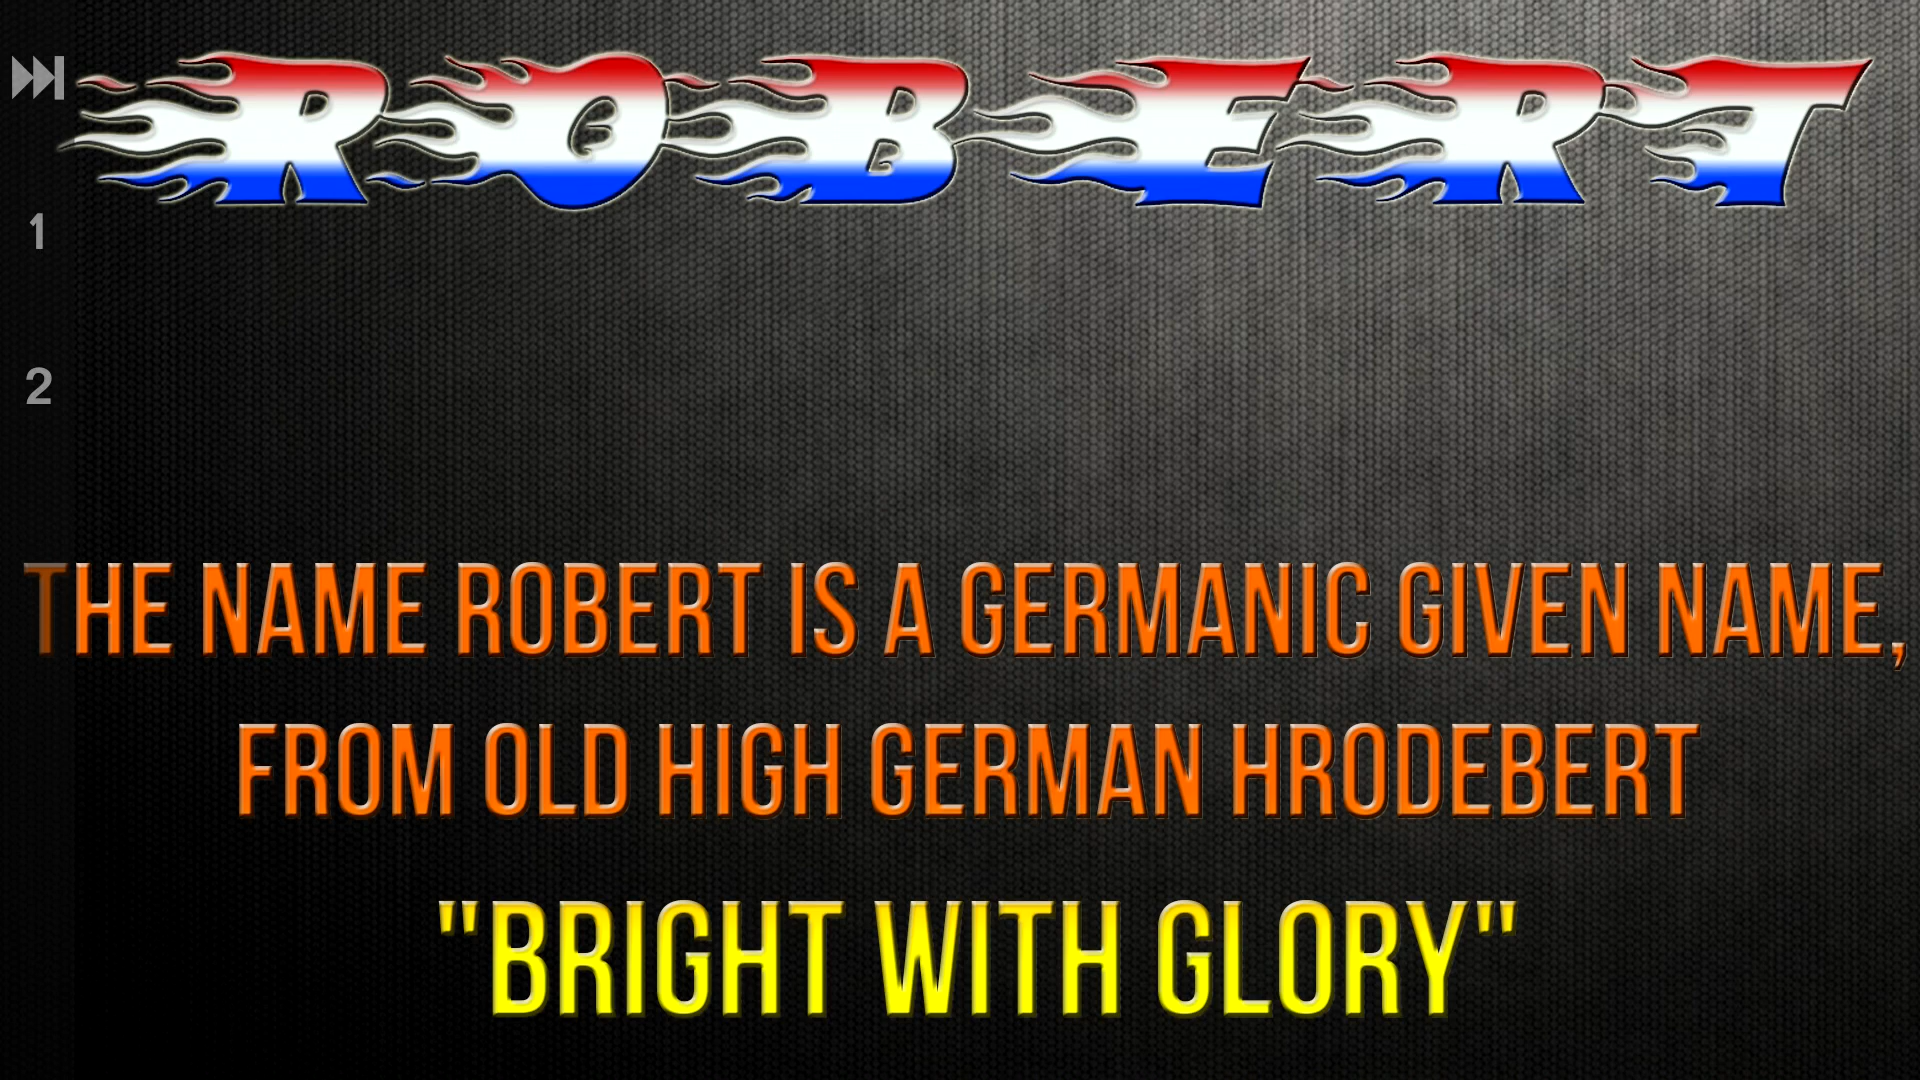 ROBERT
1
2
THE NAME ROBERT IS A GERMANIC GIVEN NAME,
FROM OLD HIGH GERMAN HRODEBERT
"BRIGHT WITH GLORY"